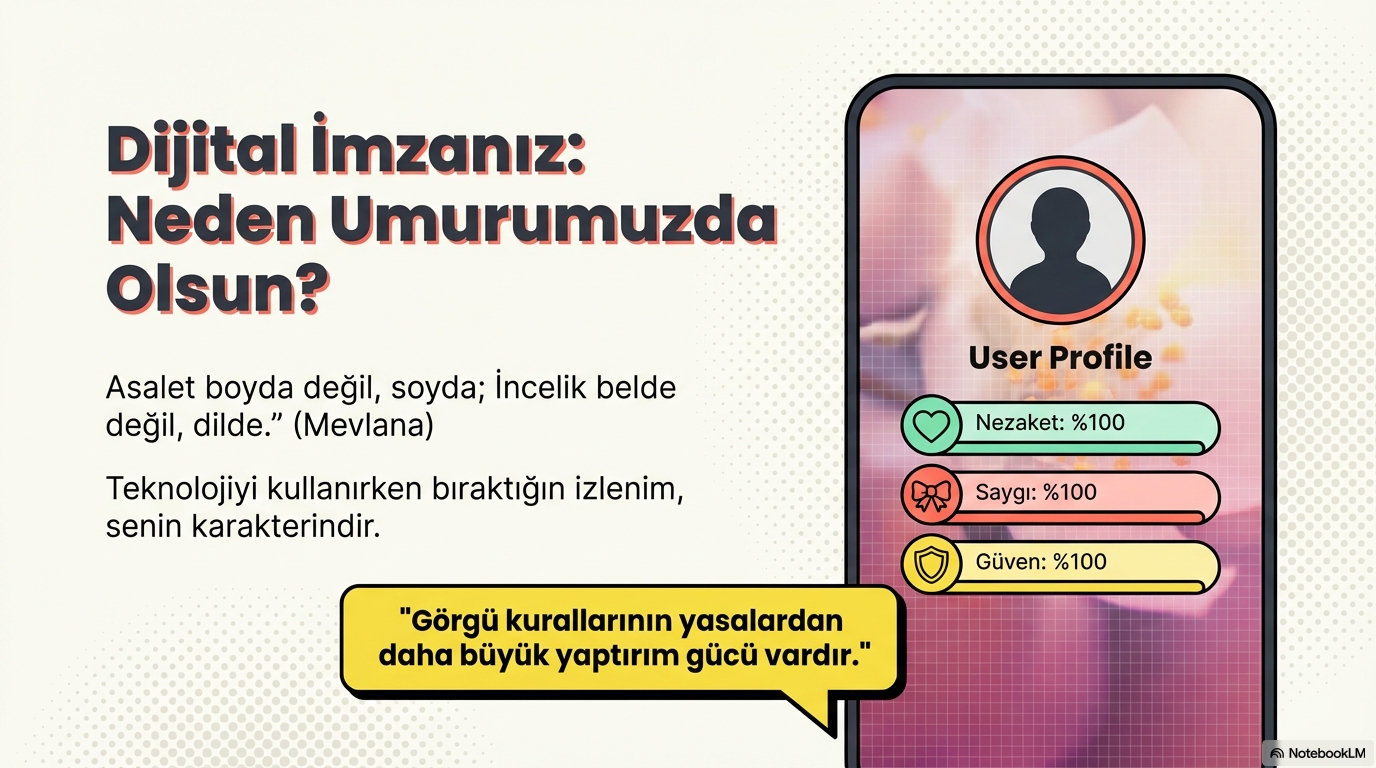 Dijital İmzanız:
Neden Umurumuzda
Olsun?
Asalet boyda değil, soyda; İncelik belde
değil, dilde.” (Mevlana)
Teknolojiyi kullanırken bıraktığın izlenim,
senin karakterindir.
"Görgü kurallarının yasalardan
daha büyük yaptırım gücü vardır."
User Profile
Nezaket: %100
Saygı: %100
Güven: %100
NotebookLM